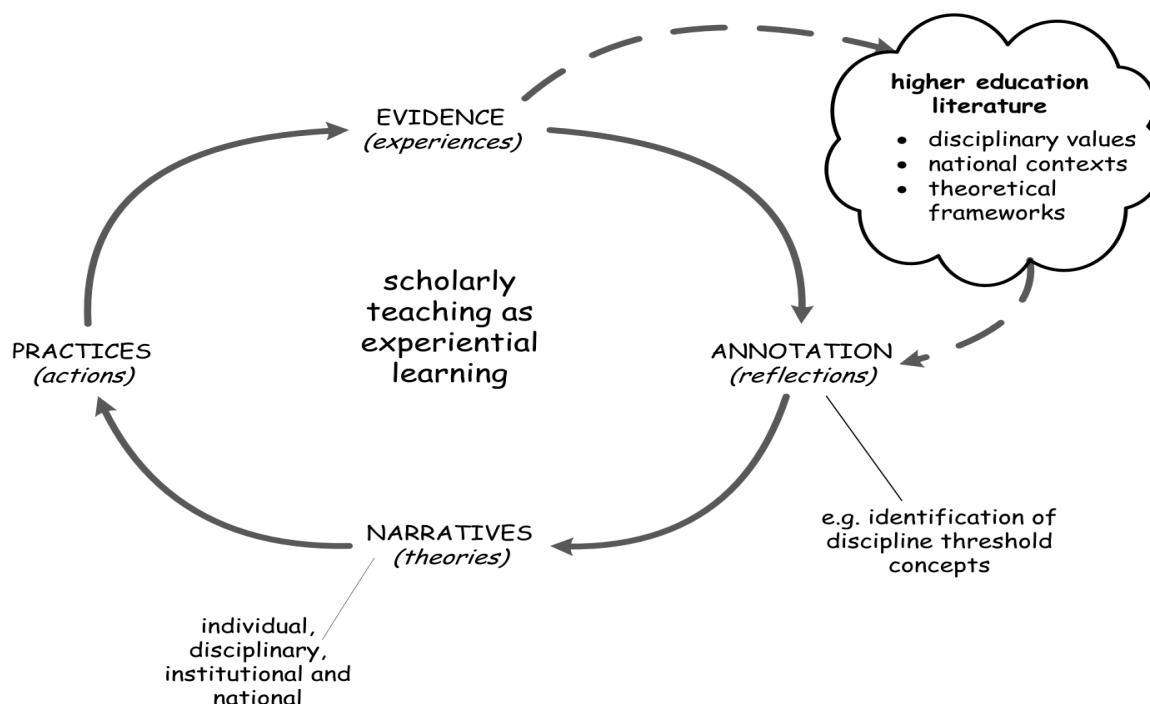 higher education
literature
• disciplinary values
• national contexts
• theoretical
frameworks
EVIDENCE
(experiences)
scholarly
teaching as
experiential
learning
PRACTICES
(actions)
ANNOTATION
(reflections)
NARRATIVES
(theories)
e.g. identification of
discipline threshold
concepts
individual,
disciplinary,
institutional and
national